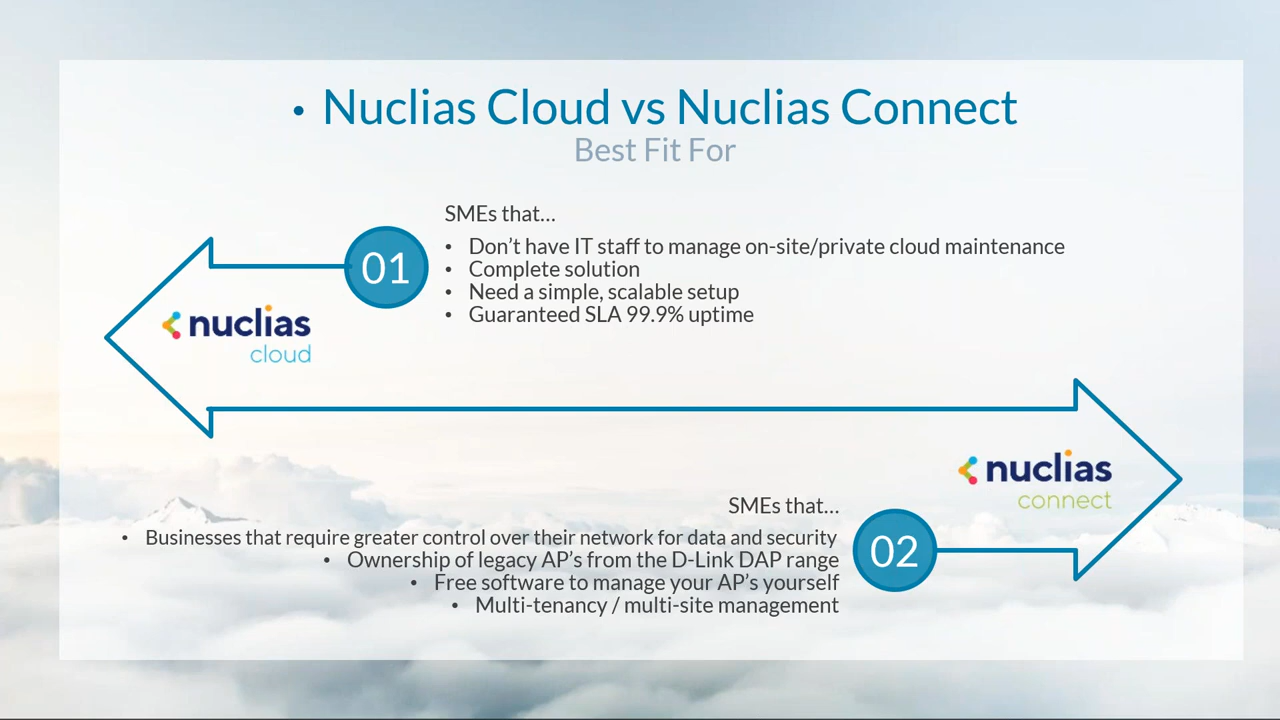 • Nuclias Cloud vs Nuclias Connect
Best Fit For
SMEs that...
01
• Don’t have IT staff to manage on-site/private cloud maintenance
• Complete solution
• Need a simple, scalable setup
• Guaranteed SLA 99.9% uptime
nuclias
cloud
nuclias
connect
SMEs that...
• Businesses that require greater control over their network for data and security
• Ownership of legacy AP’s from the D-Link DAP range
• Free software to manage your AP’s yourself
• Multi-tenancy / multi-site management
02